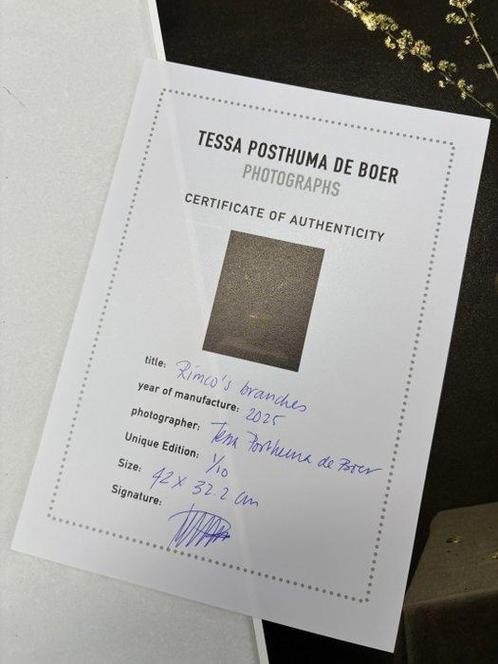 TESSA POSTHUMA DE BOER
PHOTOGRAPHS
CERTIFICATE OF AUTHENTICITY
title: Rimco's branches
year of manufacture: 2025
photographer: Tessa Posthuma de Boer
Unique Edition: 1/10
Size: 42 x 32.2 cm
Signature: